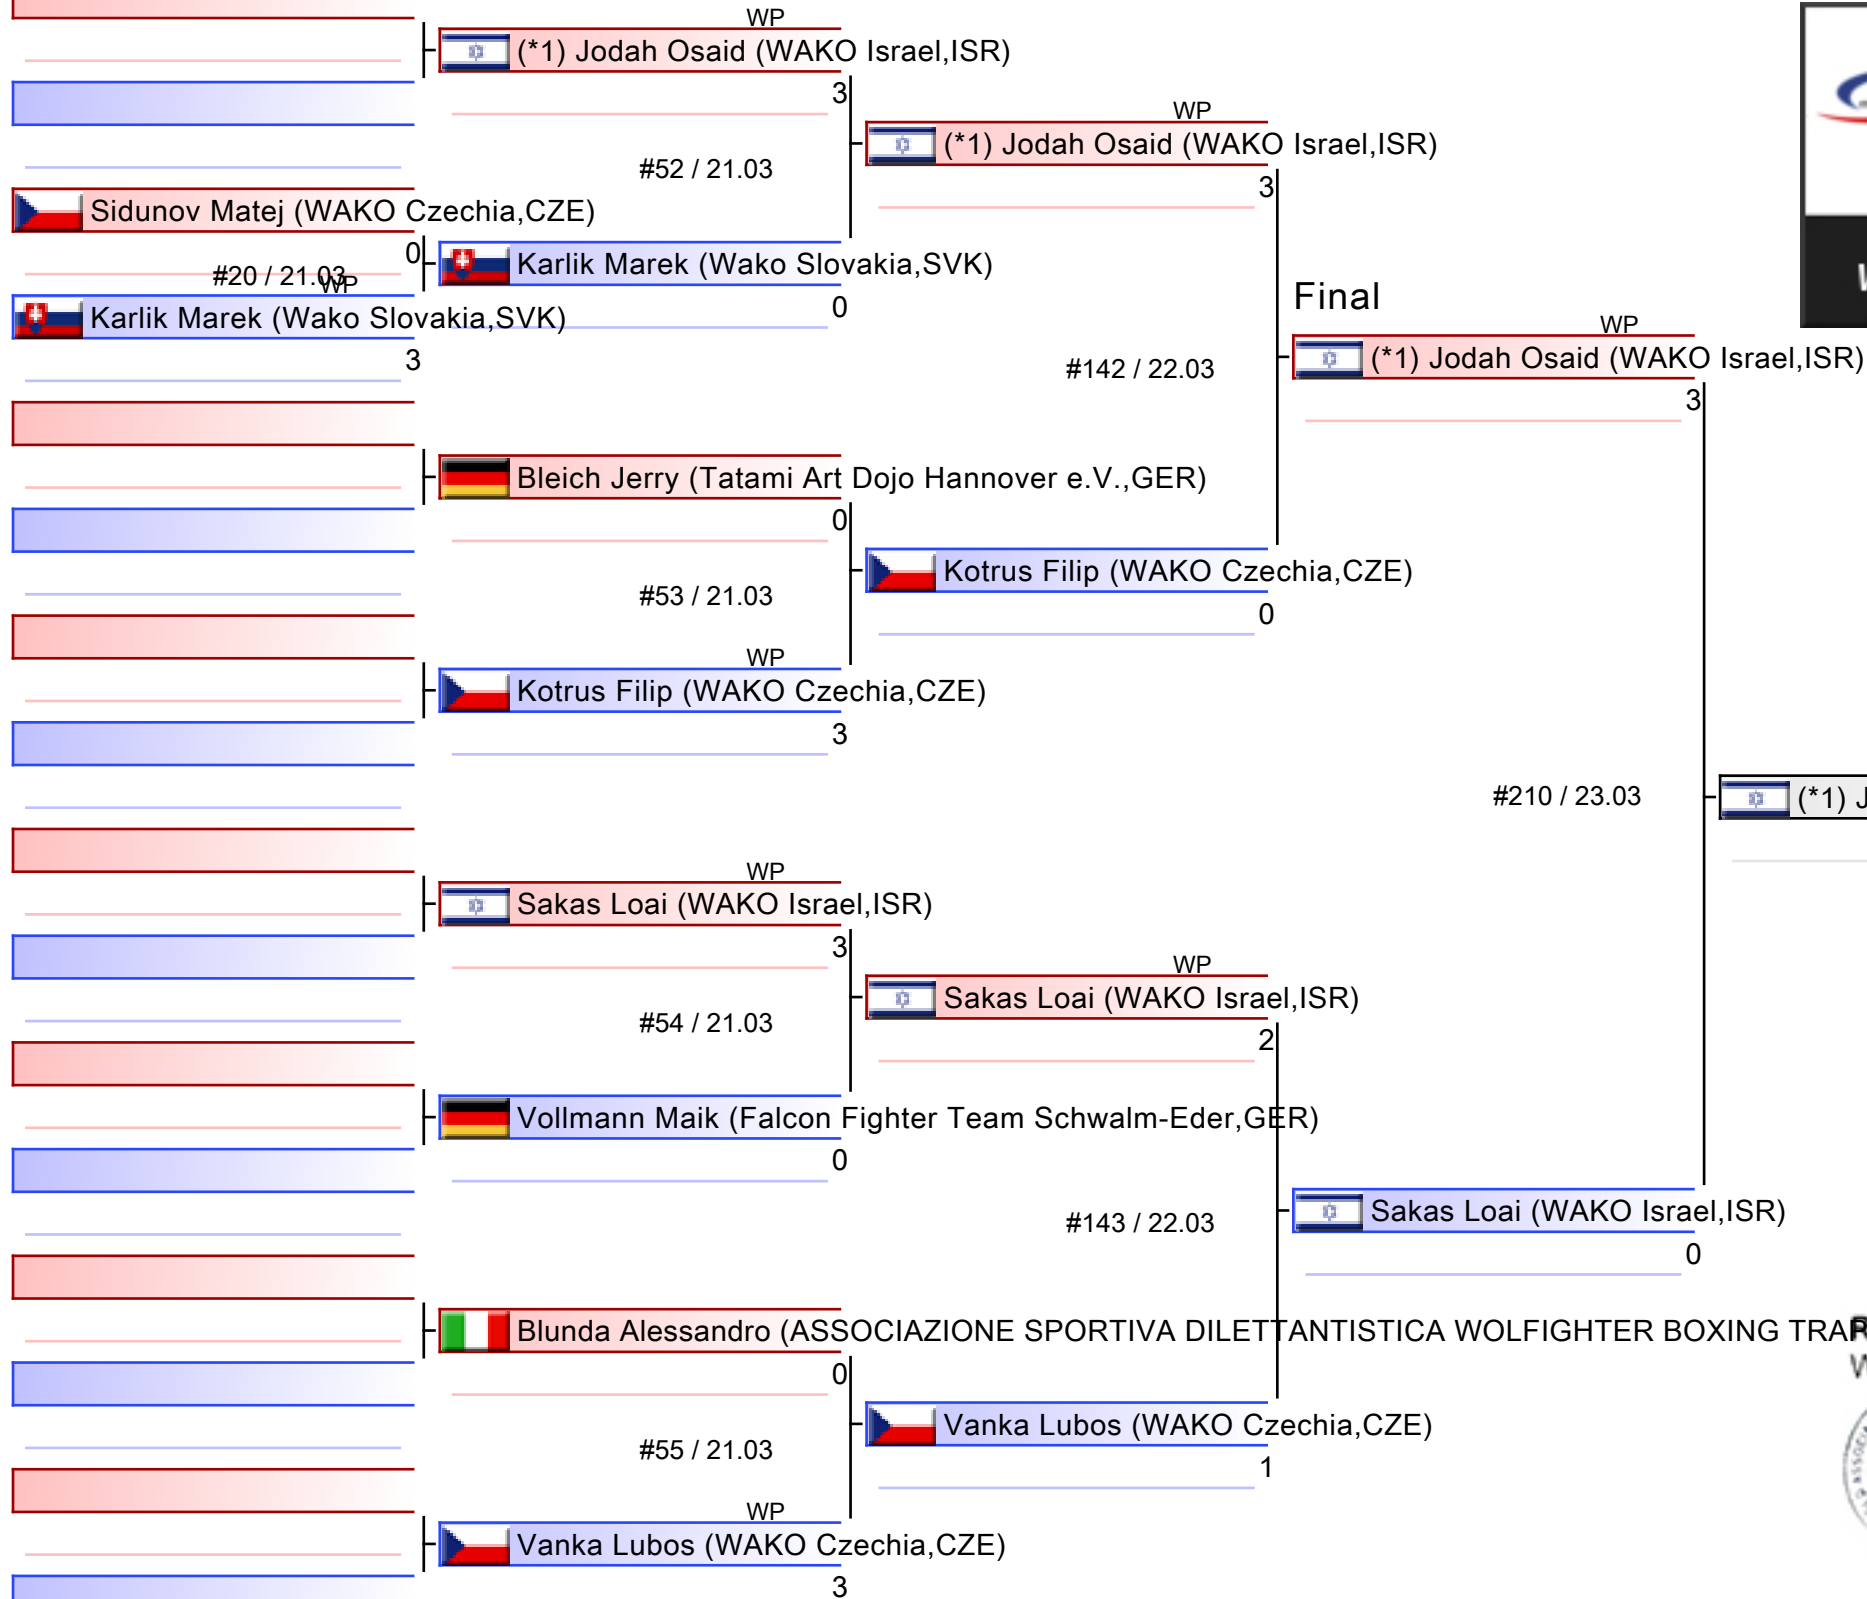 WP
(*1) Jodah Osaid (WAKO Israel,ISR)
3
WP
(*1) Jodah Osaid (WAKO Israel,ISR)
3
#52 / 21.03
Sidunov Matej (WAKO Czechia,CZE)
0
#20 / 21.03
WP
Karlik Marek (Wako Slovakia,SVK)
0
Karlik Marek (Wako Slovakia,SVK)
3
Final
WP
(*1) Jodah Osaid (WAKO Israel,ISR)
3
#142 / 22.03
Bleich Jerry (Tatami Art Dojo Hannover e.V.,GER)
0
Kotrus Filip (WAKO Czechia,CZE)
0
#53 / 21.03
WP
Kotrus Filip (WAKO Czechia,CZE)
3
#210 / 23.03
(*1) J
WP
Sakas Loai (WAKO Israel,ISR)
3
WP
Sakas Loai (WAKO Israel,ISR)
2
#54 / 21.03
Vollmann Maik (Falcon Fighter Team Schwalm-Eder,GER)
0
#143 / 22.03
Sakas Loai (WAKO Israel,ISR)
0
Blunda Alessandro (ASSOCIAZIONE SPORTIVA DILETTANTISTICA WOLFIGHTER BOXING
0
Vanka Lubos (WAKO Czechia,CZE)
1
#55 / 21.03
WP
Vanka Lubos (WAKO Czechia,CZE)
3